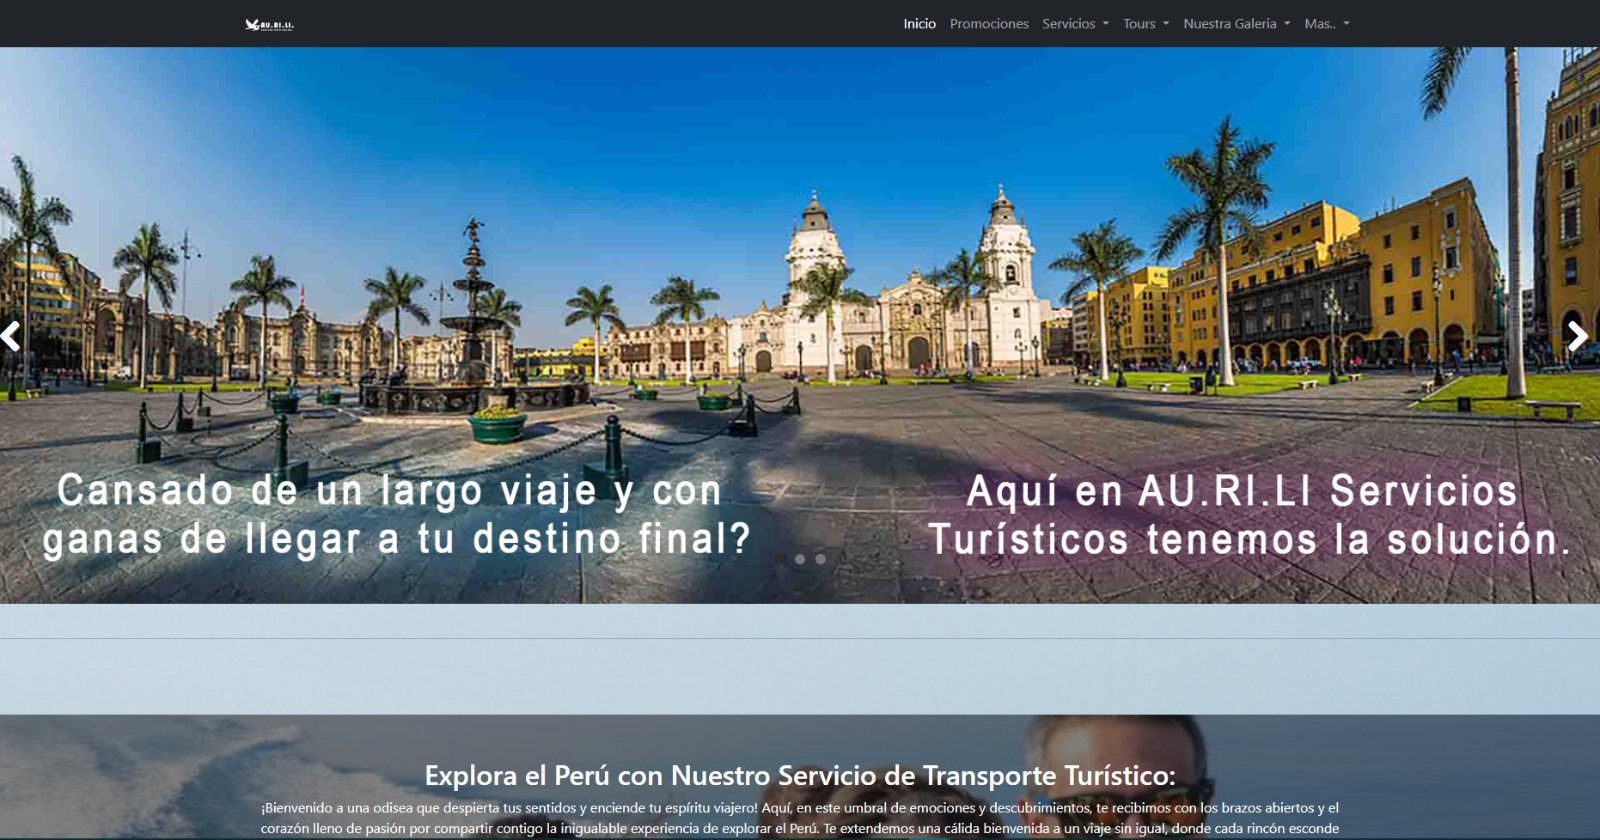 AU.RI.LI.
Inicio Promociones Servicios Tours Nuestra Galeria Mas..
Cansado de un largo viaje y con
ganas de llegar a tu destino final?
Aquí en AU.RI.LI Servicios
Turísticos tenemos la solución.
Explora el Perú con Nuestro Servicio de Transporte Turístico:
¡Bienvenido a una odisea que despierta tus sentidos y enciende tu espíritu viajero! Aquí, en este umbral de emociones y descubrimientos, te recibimos con los brazos abiertos y el
corazón lleno de pasión por compartir contigo la inigualable experiencia de explorar el Perú. Te extendemos una cálida bienvenida a un viaje sin igual, donde cada rincón esconde